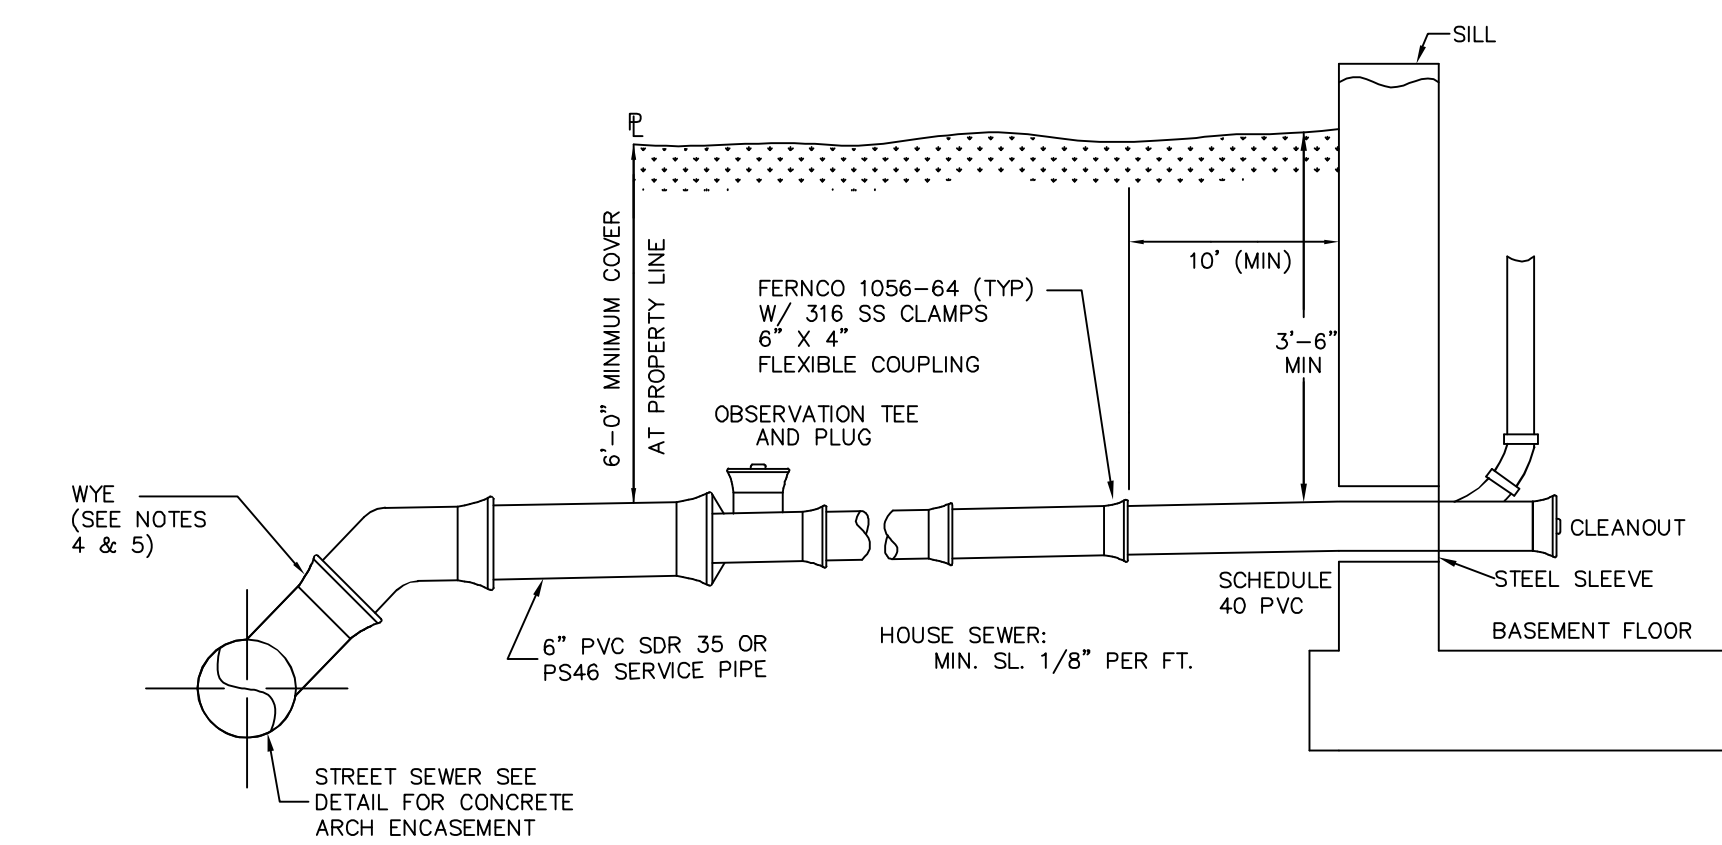 SILL
PL
6'-0" MINIMUM COVER
AT PROPERTY LINE
10' (MIN)
FERNCO 1056-64 (TYP)
W/ 316 SS CLAMPS
6" X 4"
FLEXIBLE COUPLING
3'-6"
MIN
OBSERVATION TEE
AND PLUG
WYE
(SEE NOTES
4 & 5)
CLEANOUT
SCHEDULE
40 PVC
STEEL SLEEVE
BASEMENT FLOOR
6" PVC SDR 35 OR
PS46 SERVICE PIPE
HOUSE SEWER:
MIN. SL. 1/8" PER FT.
STREET SEWER SEE
DETAIL FOR CONCRETE
ARCH ENCASEMENT